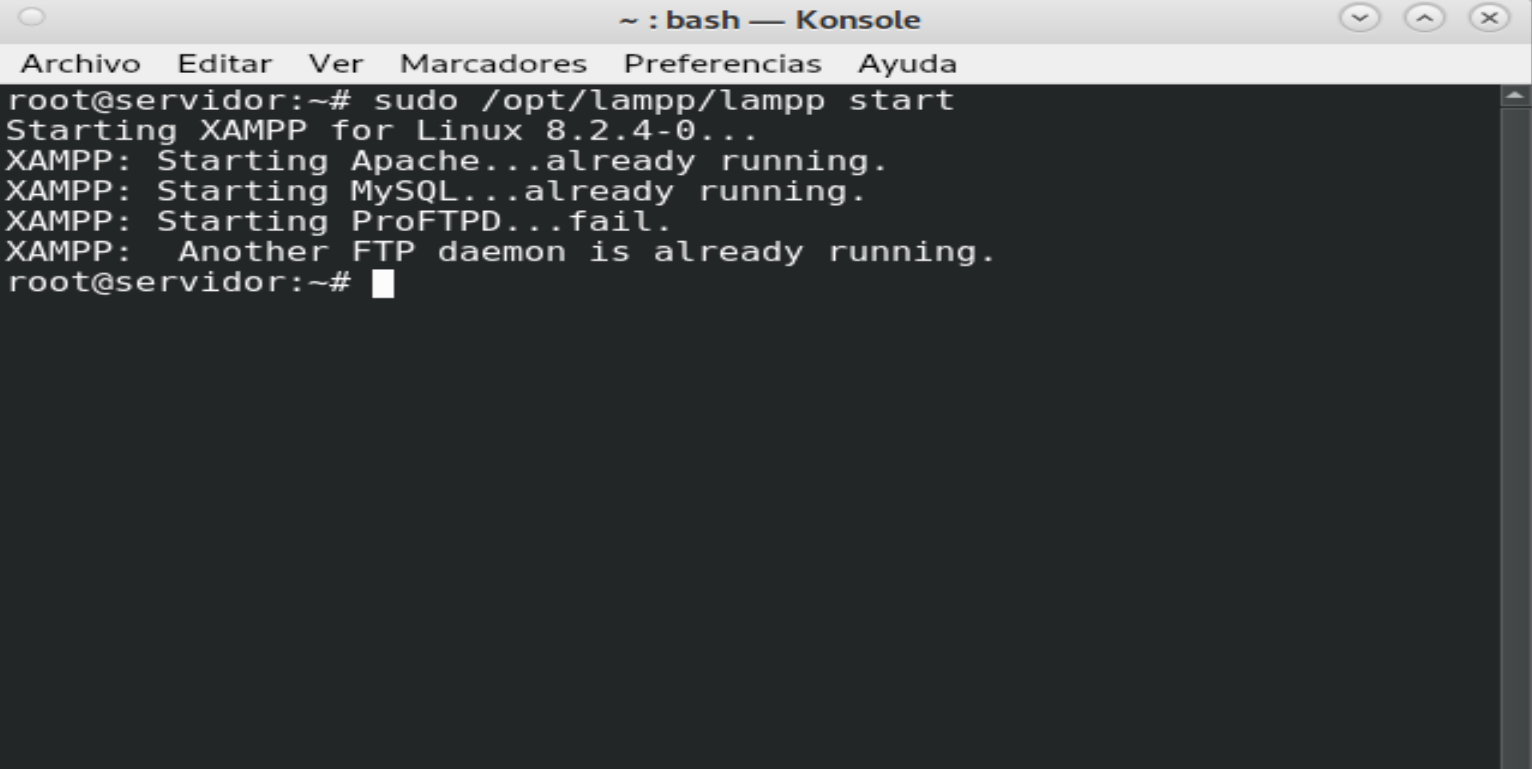 ~ : bash — Konsole
Archivo Editar Ver Marcadores Preferencias Ayuda
root@servidor:~# sudo /opt/lampp/lampp start
Starting XAMPP for Linux 8.2.4-0...
XAMPP: Starting Apache...already running.
XAMPP: Starting MySQL...already running.
XAMPP: Starting ProFTPD...fail.
XAMPP:  Another FTP daemon is already running.
root@servidor:~#